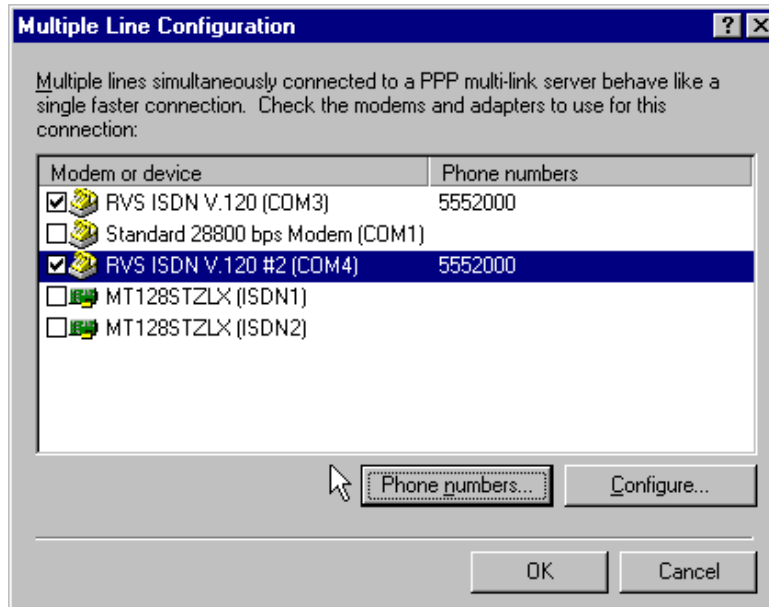 Multiple Line Configuration
Multiple lines simultaneously connected to a PPP multi-link server behave like a
single faster connection. Check the modems and adapters to use for this
connection:
Modem or device Phone numbers
RVS ISDN V.120 (COM3) 5552000
Standard 28800 bps Modem (COM1)
RVS ISDN V.120 #2 (COM4) 5552000
MT128STZLX (ISDN1)
MT128STZLX (ISDN2)
Phone numbers... Configure...
OK Cancel